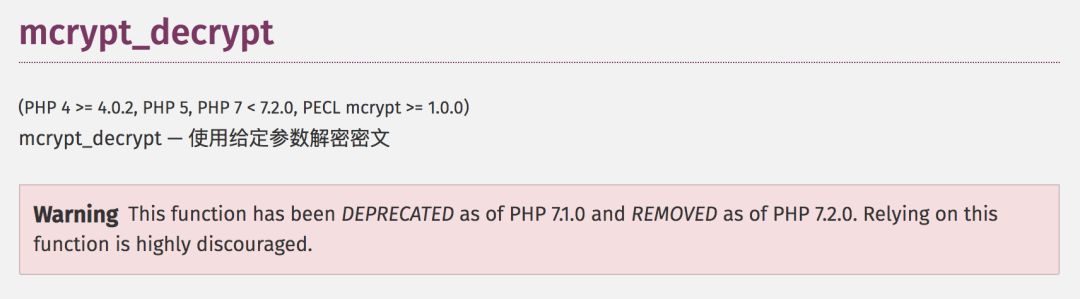 mcrypt_decrypt
(PHP 4 >= 4.0.2, PHP 5, PHP 7 < 7.2.0, PECL mcrypt >= 1.0.0)
mcrypt_decrypt — 使用给定参数解密密文
Warning This function has been DEPRECATED as of PHP 7.1.0 and REMOVED as of PHP 7.2.0. Relying on this
function is highly discouraged.